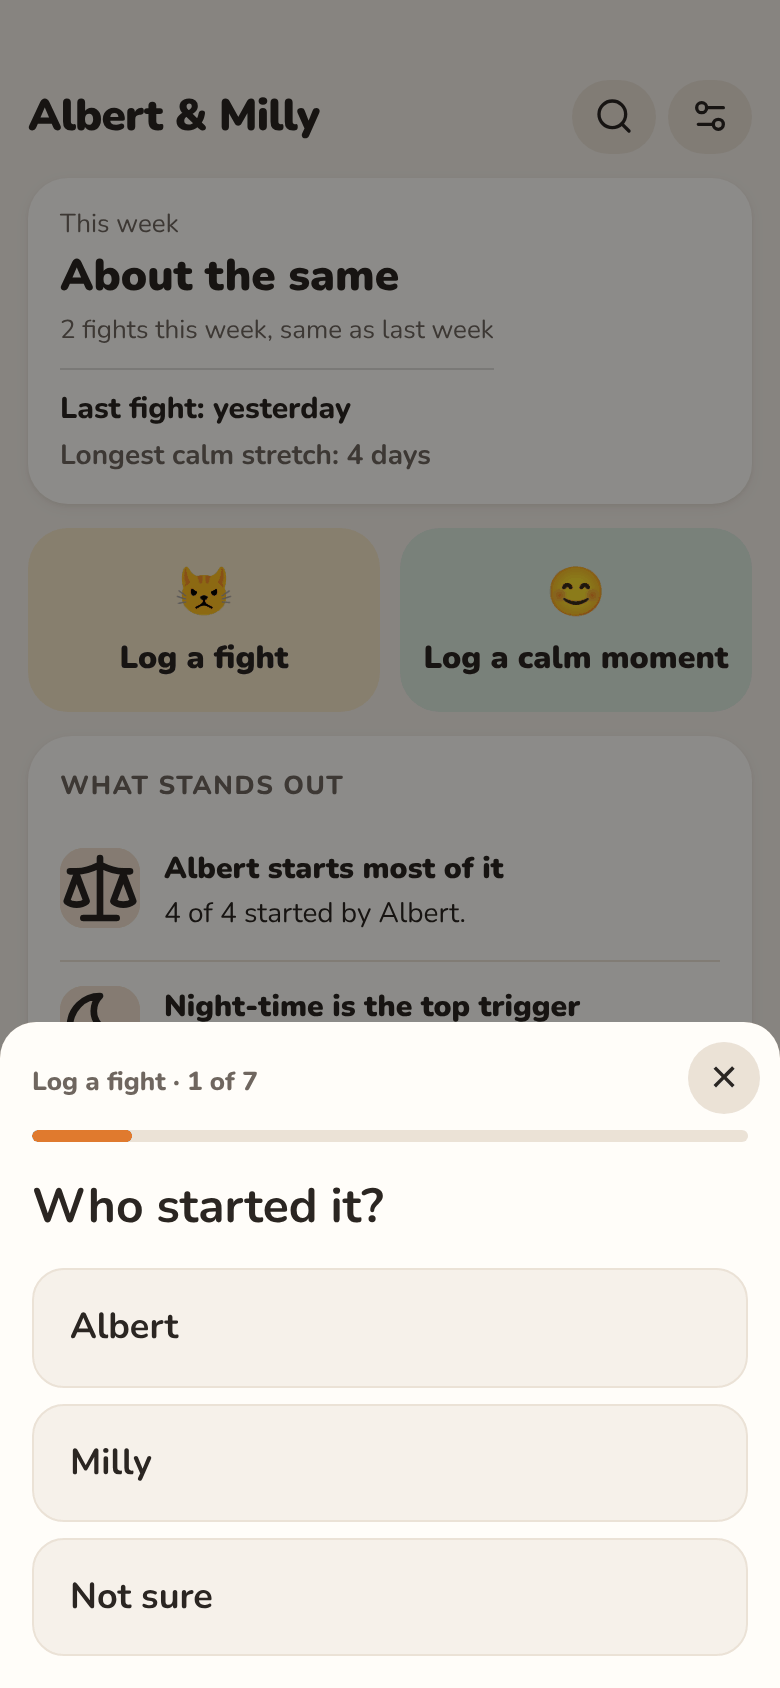 Albert & Milly
This week
About the same
2 fights this week, same as last week
Last fight: yesterday
Longest calm stretch: 4 days
Log a fight
Log a calm moment
WHAT STANDS OUT
Albert starts most of it
4 of 4 started by Albert.
Night-time is the top trigger
Log a fight · 1 of 7
Who started it?
Albert
Milly
Not sure